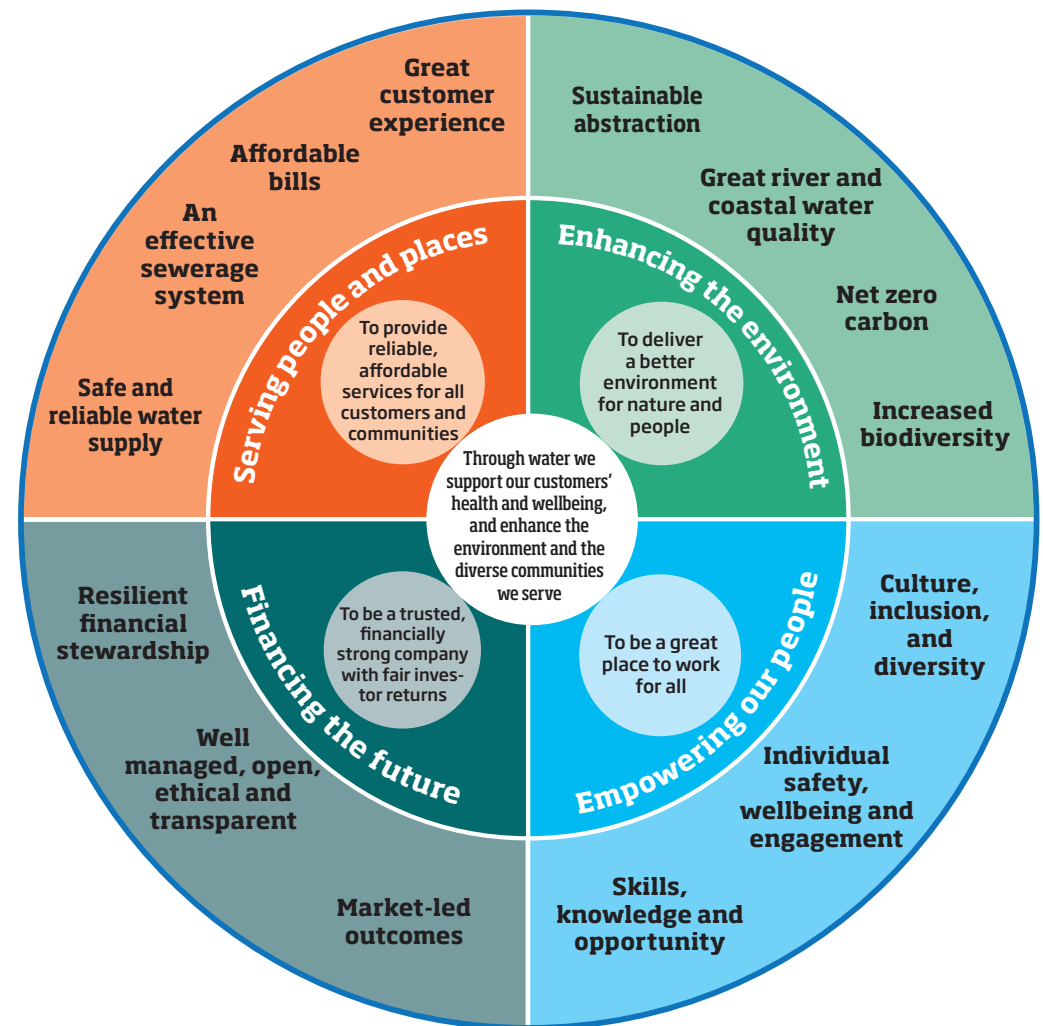 Great
customer
experience
Affordable
bills
An
effective
sewerage
system
Safe and
reliable water
supply
Serving people and places
To provide
reliable,
affordable
services for all
customers and
communities
Sustainable
abstraction
Great river and
coastal water
quality
Net zero
carbon
Increased
biodiversity
Enhancing the environment
To deliver
a better
environment
for nature and
people
Through water we
support our customers’
health and wellbeing,
and enhance the
environment and the
diverse communities
we serve
Resilient
financial
stewardship
Well
managed, open,
ethical and
transparent
Market-led
outcomes
Financing the future
To be a trusted,
financially
strong company
with fair inves-
tor returns
Culture,
inclusion,
and
diversity
Individual
safety,
wellbeing and
engagement
Skills,
knowledge and
opportunity
Empowering our people
To be a great
place to work
for all